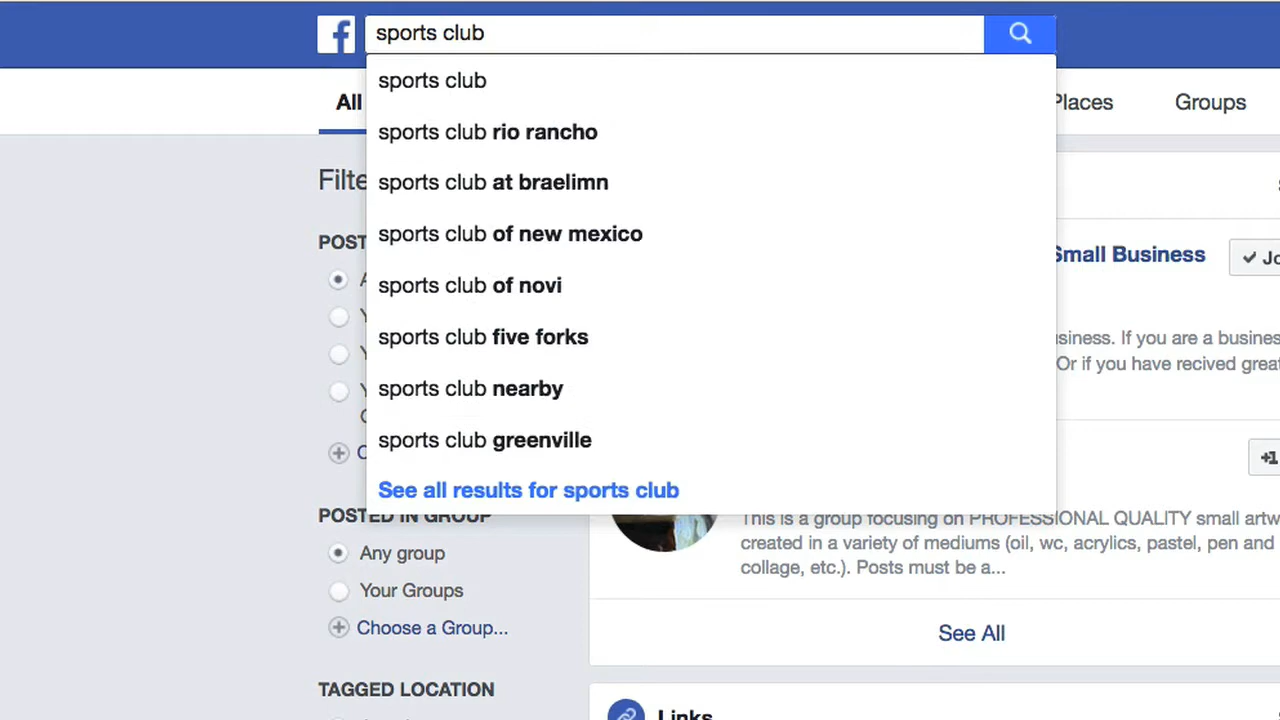 sports club
sports club
sports club rio rancho
sports club at braelimn
sports club of new mexico
sports club of novi
sports club five forks
sports club nearby
sports club greenville
See all results for sports club
All
Places
Groups
Filte
POST
Small Business
Jo
siness. If you are a busines
Or if you have recived great
+1
POSTED IN GROUP
Any group
Your Groups
Choose a Group...
TAGGED LOCATION
This is a group focusing on PROFESSIONAL QUALITY small artw
created in a variety of mediums (oil, wc, acrylics, pastel, pen and
collage, etc.). Posts must be a...
See All
Links